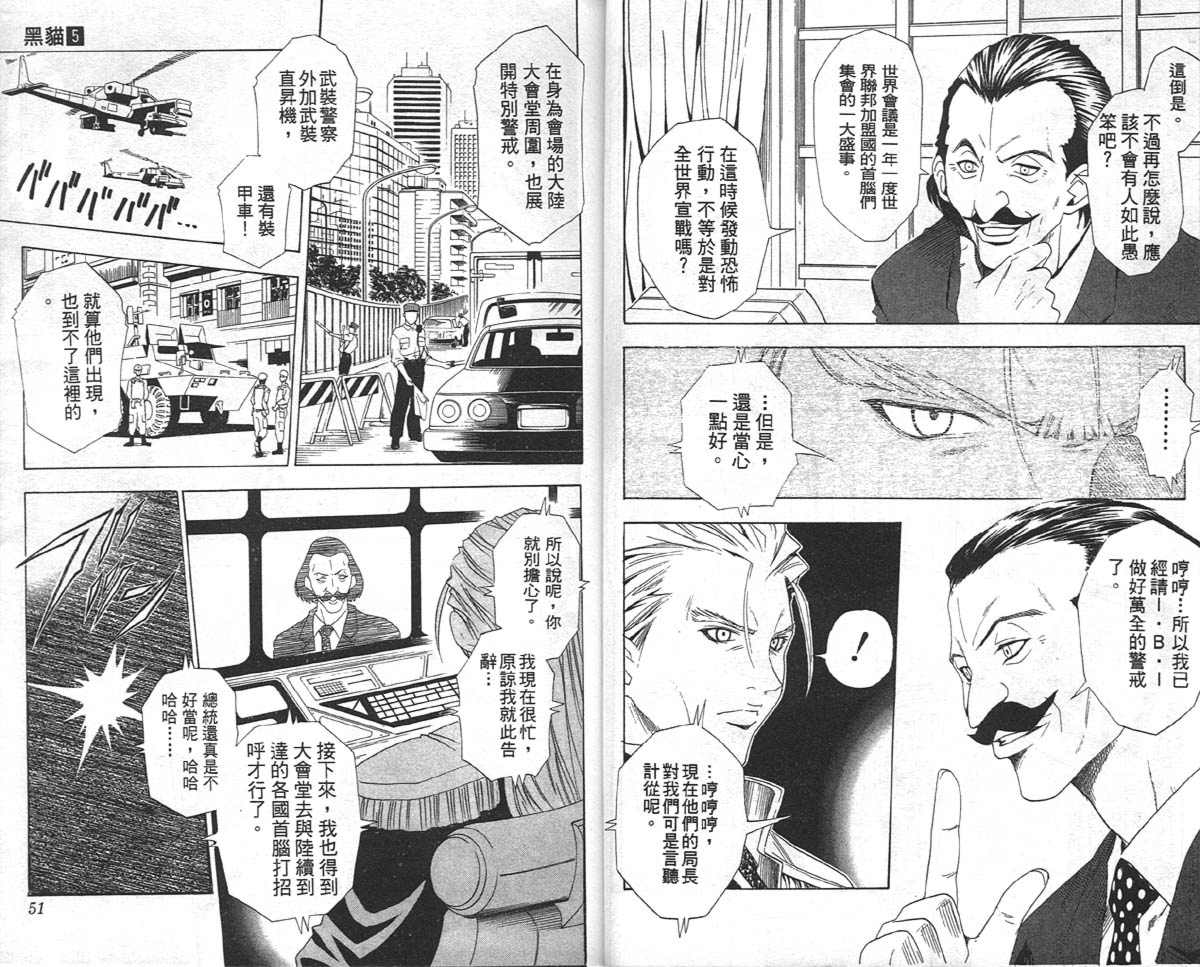 這倒是。
不過再怎麼說，應
該不會有人如此愚
笨吧？
世界會議是一年一度世
界聯邦加盟國的首腦們
集會的一大盛事。
在這時候發動恐怖
行動，不等於是對
全世界宣戰嗎？
………
…但是，
還是當心
一點好。
哼哼…所以我已
經請I·B·I
做好萬全的警戒
了。
！
…哼哼哼，
現在他們的局長
對我們可是言聽
計從呢。
黑貓5
在身為會場的大陸
大會堂周圍，也展
開特別警戒。
武裝警察
外加武裝
直昇機，
還有裝
甲車！
バババババババ…
就算他們出現，
也到不了這裡的
。
所以說呢，你
就別擔心了。
我現在很忙，
原諒我就此告
辭…
接下來，我也得到
大會堂去與陸續到
達的各國首腦打招
呼才行了。
總統還真是不
好當呢，哈哈
哈哈……
51